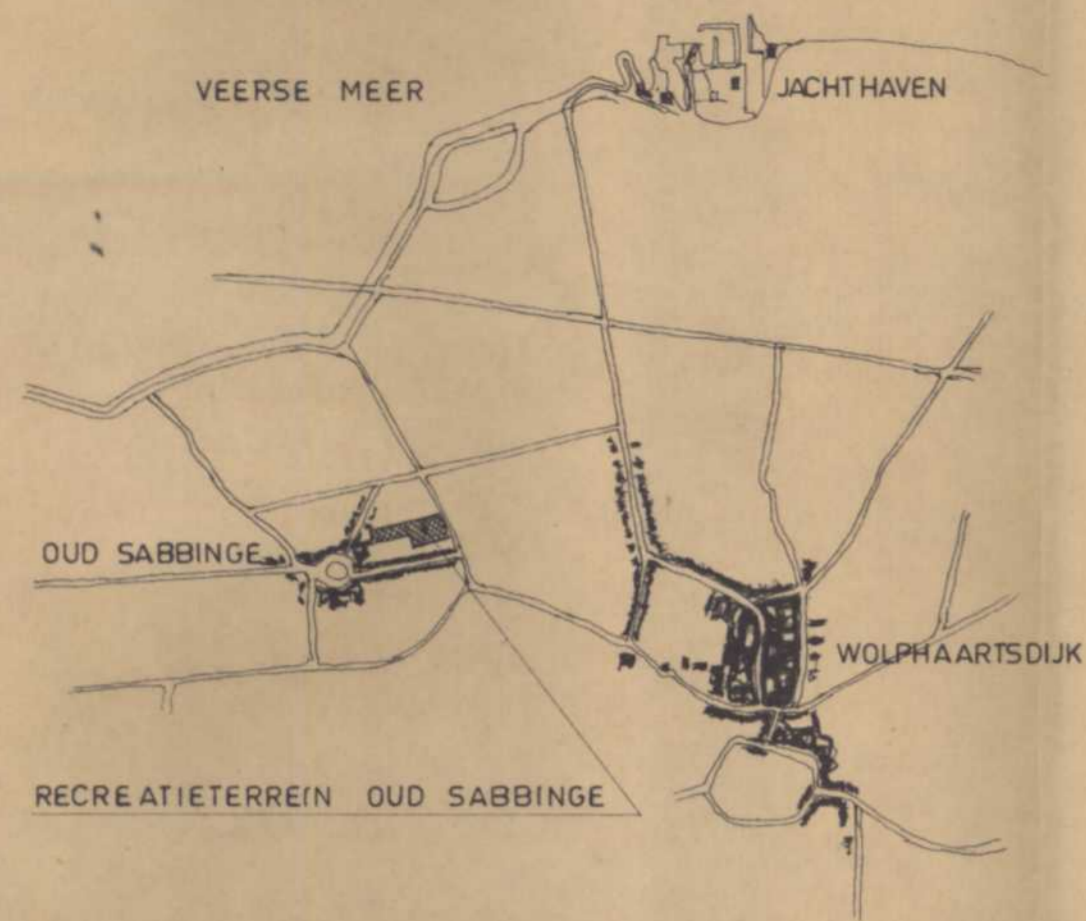 VEERSE MEER
JACHTHAVEN
OUD SABBINGE
WOLPHAARTSDIJK
RECREATIETERREIN OUD SABBINGE